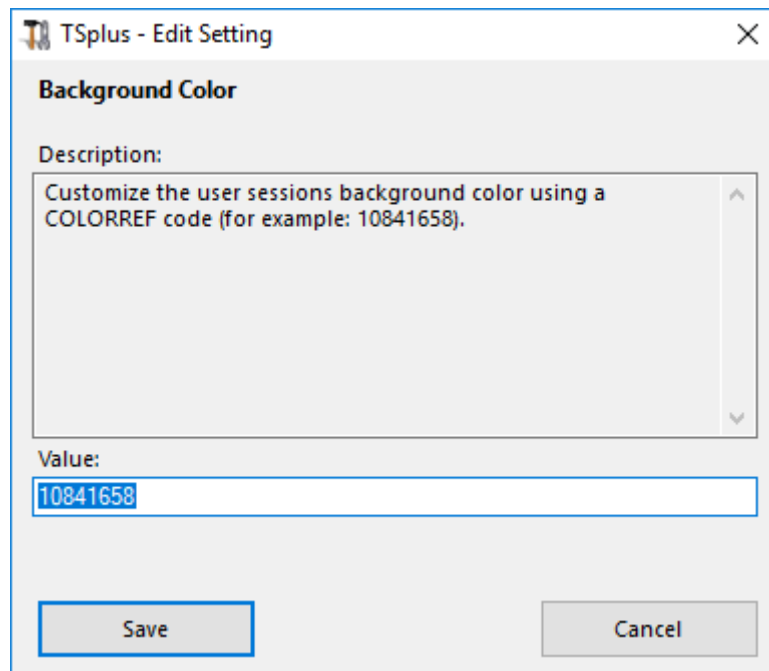 TSplus - Edit Setting
Background Color
Description:
Customize the user sessions background color using a
COLORREF code (for example: 10841658).
Value:
10841658
Save
Cancel